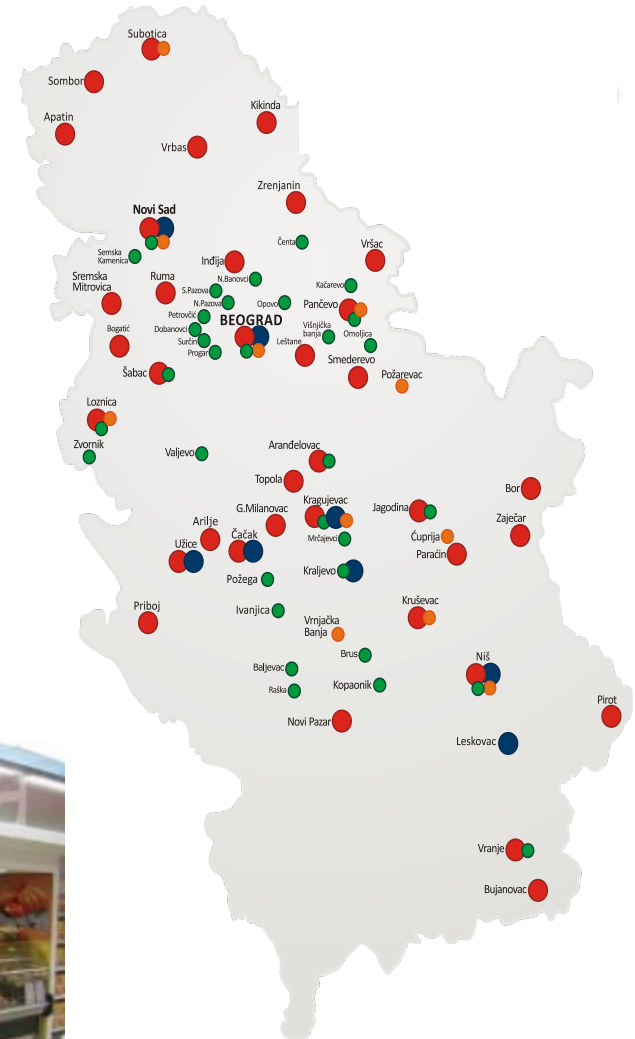 Subotica
Sombor
Kikinda
Apatin
Vrbas
Zrenjanin
Novi Sad
Čenta
Vršac
Semska
Kamenica
Inđija
N.Banovci
Kačarevo
Sremska
Mitrovica
Ruma
S.Pazova
N.Pazova
Opovo
Pančevo
Petrovčić
BEOGRAD
Bogatić
Dobanovci
Višnjička
banja
Omoljica
Surčin
Leštane
Progar
Smederevo
Šabac
Požarevac
Loznica
Zvornik
Valjevo
Aranđelovac
Topola
Bor
Kragujevac
G.Milanovac
Jagodina
Zaječar
Arilje
Čačak
Mrčajevci
Ćuprija
Užice
Paraćin
Požega
Kraljevo
Priboj
Ivanjica
Kruševac
Vrnjačka
Banja
Brus
Niš
Baljevac
Raška
Kopaonik
Pirot
Novi Pazar
Leskovac
Vranje
Bujanovac